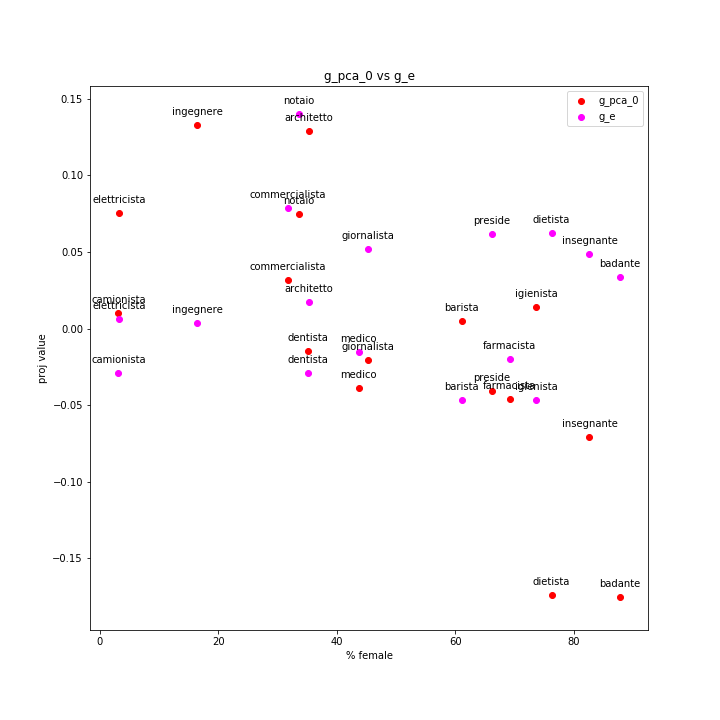 g_pca_0 vs g_e
g_pca_0
g_e
notaio
ingegnere
architetto
elettricista
commercialista
notaio
preside
dietista
giornalista
insegnante
badante
commercialista
architetto
igienista
camionista
elettricista
ingegnere
barista
dentista
medico
giornalista
farmacista
camionista
dentista
medico
preside
barista
farmacista
igienista
insegnante
dietista
badante
0.15
0.10
0.05
0.00
−0.05
−0.10
−0.15
proj value
0
20
40
60
80
% female